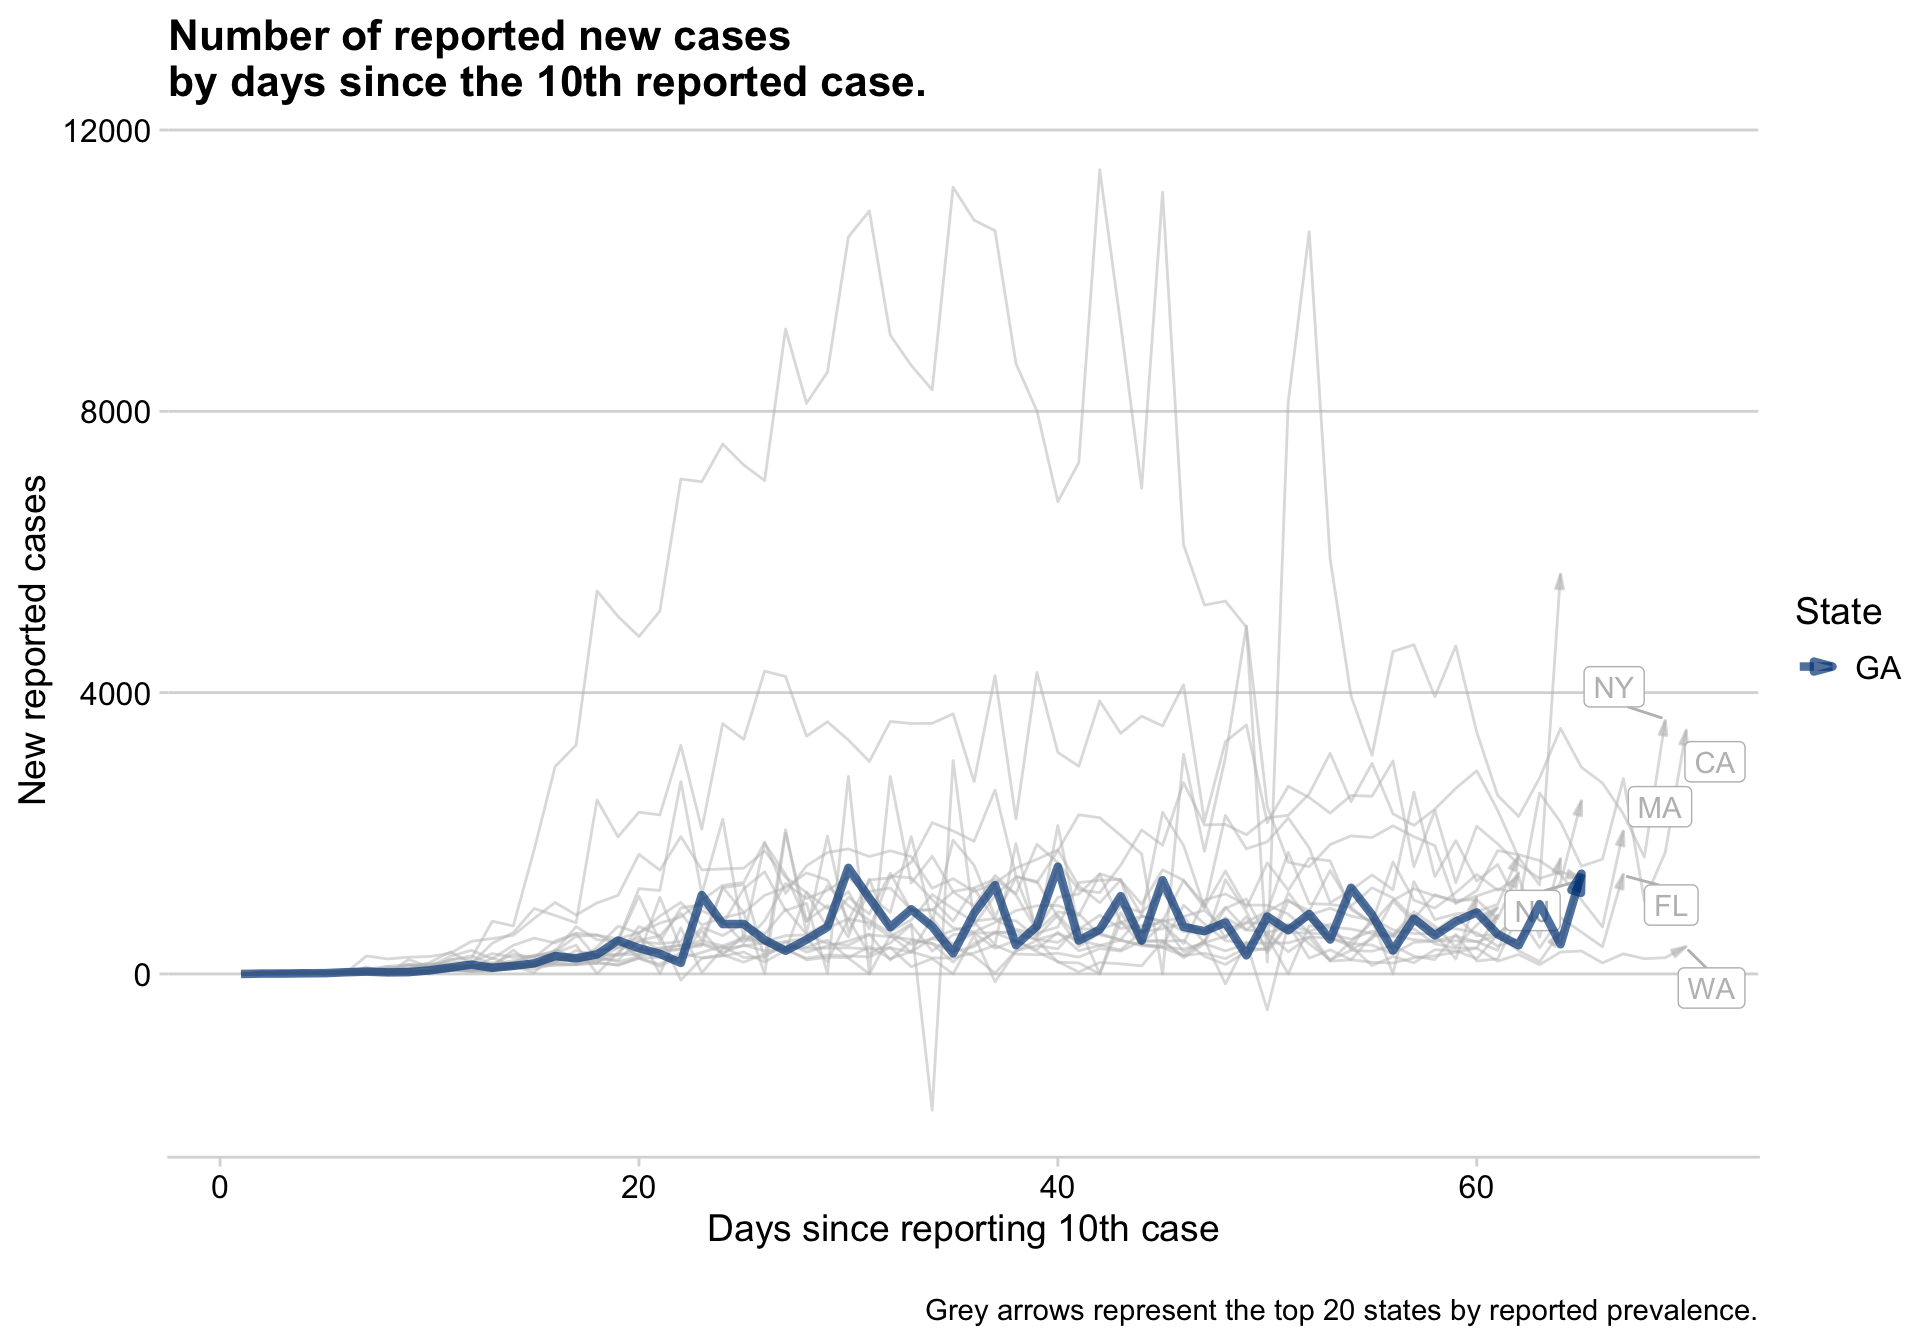 Number of reported new cases
by days since the 10th reported case.
12000
8000
4000
0
New reported cases
NY
CA
MA
FL
WA
State
GA
0 20 40 60
Days since reporting 10th case
Grey arrows represent the top 20 states by reported prevalence.